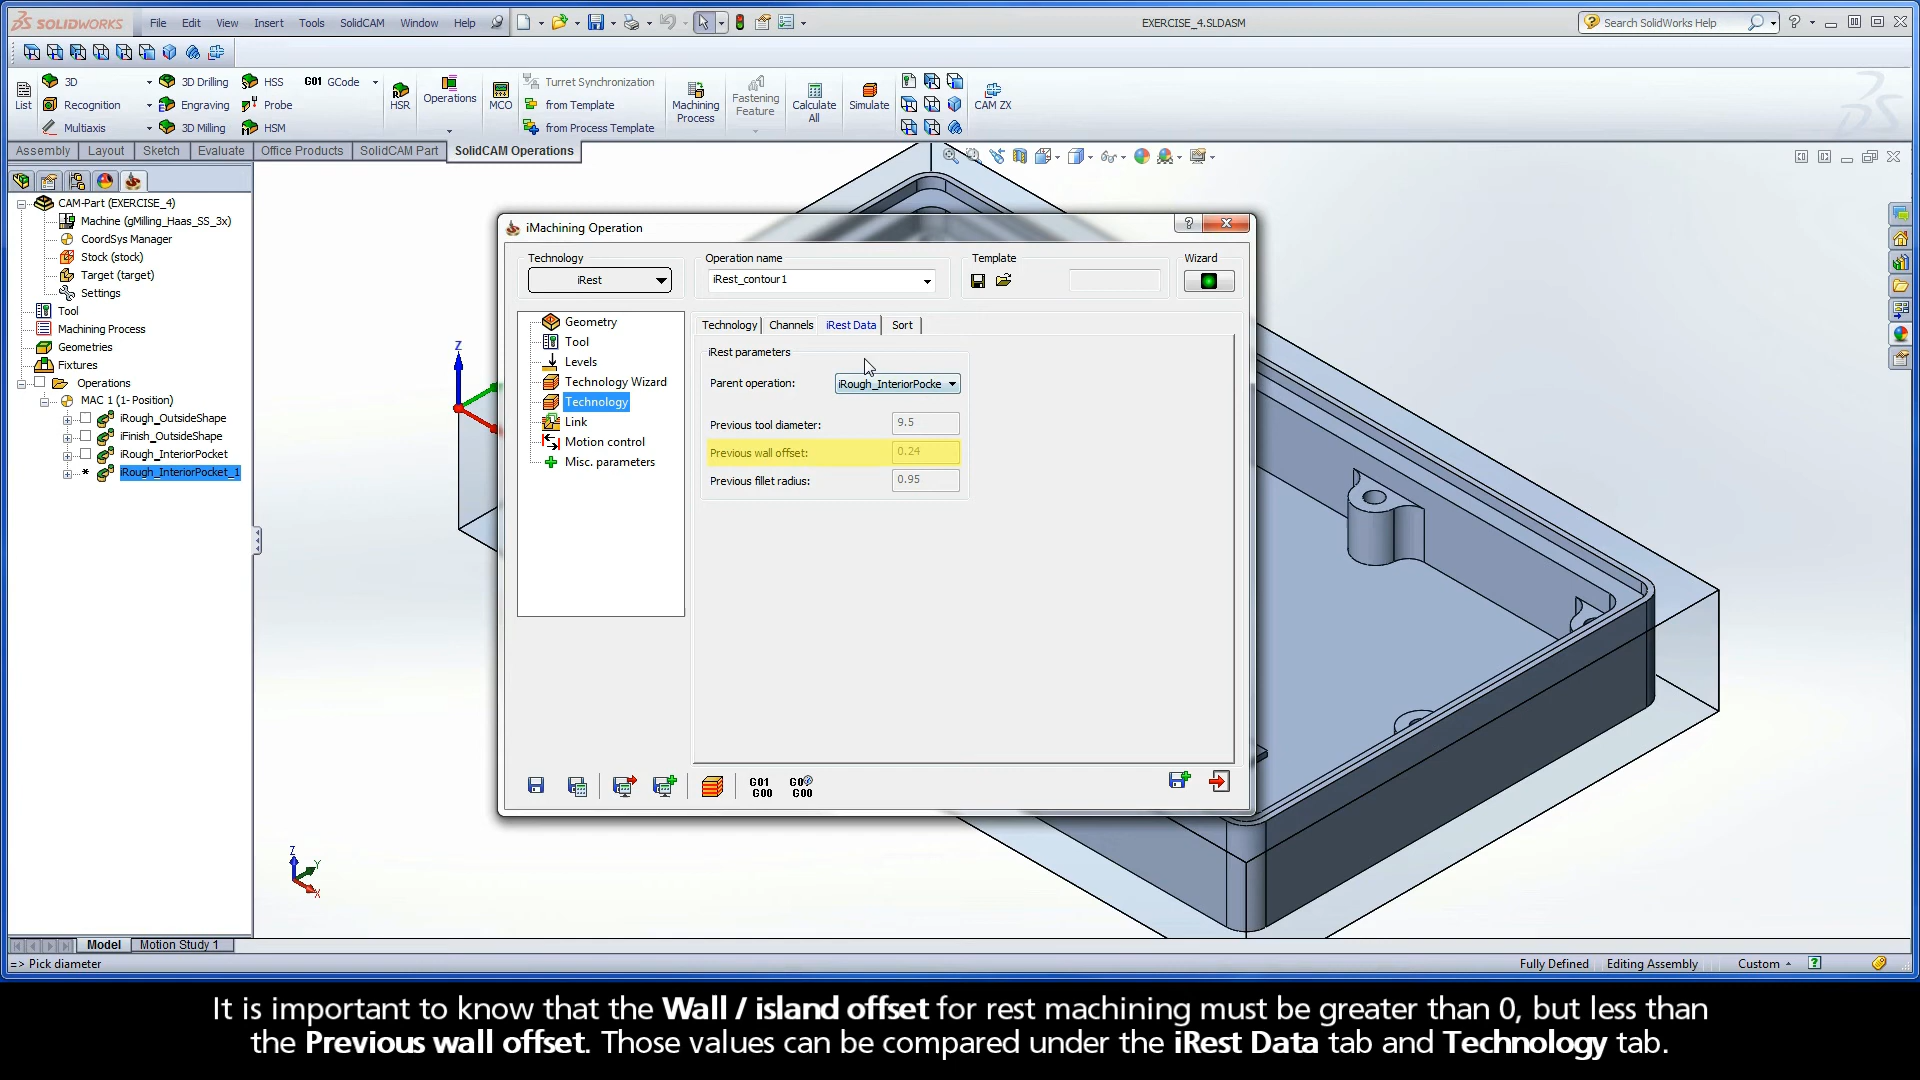 SOLIDWORKS File Edit View Insert Tools SolidCAM Window Help EXERCISE_4.SLDASM Search SolidWorks Help
3D 3D Drilling HSS G01 GCode Turret Synchronization
List Recognition Engraving Probe HSR Operations MCO from Template Machining Process Fastening Feature Calculate All Simulate CAM ZX
Multiaxis 3D Milling HSM from Process Template
Assembly Layout Sketch Evaluate Office Products SolidCAM Part SolidCAM Operations
CAM-Part (EXERCISE_4)
Machine (gMilling_Haas_SS_3x)
CoordSys Manager
Stock (stock)
Target (target)
Settings
Tool
Machining Process
Geometries
Fixtures
Operations
MAC 1 (1- Position)
iRough_OutsideShape
iFinish_OutsideShape
iRough_InteriorPocket
* iRough_InteriorPocket_1
Z
iMachining Operation
Technology Operation name Template Wizard
iRest iRest_contour1
Geometry
Tool
Levels
Technology Wizard
Technology
Link
Motion control
Misc. parameters
Technology Channels iRest Data Sort
iRest parameters
Parent operation: iRough_InteriorPocke
Previous tool diameter: 9.5
Previous wall offset: 0.24
Previous fillet radius: 0.95
G01 G00
G00
Z
Y
X
Model Motion Study 1
=> Pick diameter Fully Defined Editing Assembly Custom
It is important to know that the Wall / island offset for rest machining must be greater than 0, but less than
the Previous wall offset. Those values can be compared under the iRest Data tab and Technology tab.